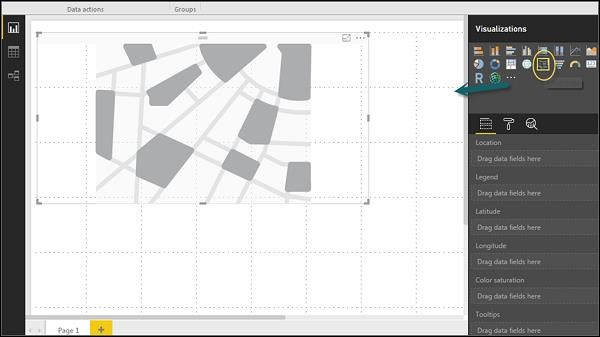 Data actions
Groups
Visualizations
R
Location
Drag data fields here
Legend
Drag data fields here
Latitude
Drag data fields here
Longitude
Drag data fields here
Color saturation
Drag data fields here
Tooltips
Drag data fields here
Page 1